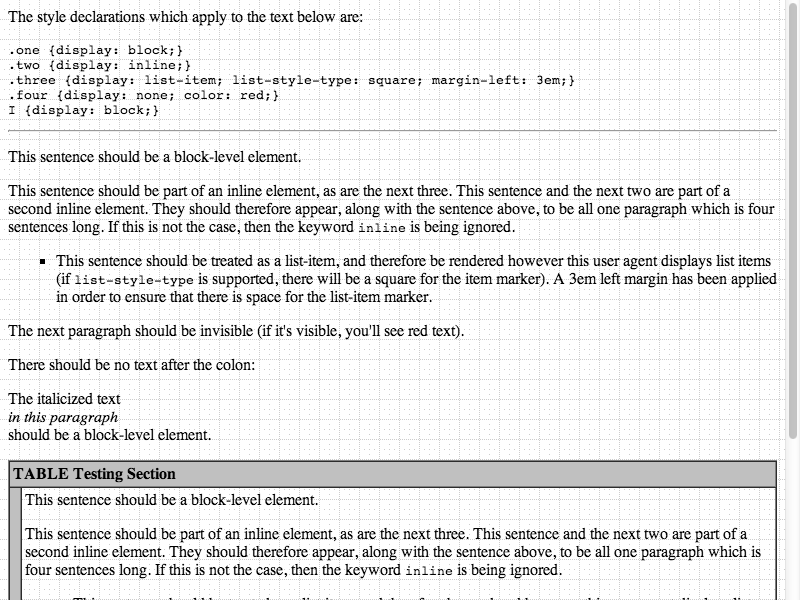 The style declarations which apply to the text below are:
.one {display: block;}
.two {display: inline;}
.three {display: list-item; list-style-type: square; margin-left: 3em;}
.four {display: none; color: red;}
I {display: block;}
This sentence should be a block-level element.
This sentence should be part of an inline element, as are the next three. This sentence and the next two are part of a
second inline element. They should therefore appear, along with the sentence above, to be all one paragraph which is four
sentences long. If this is not the case, then the keyword inline is being ignored.
This sentence should be treated as a list-item, and therefore be rendered however this user agent displays list items
(if list-style-type is supported, there will be a square for the item marker). A 3em left margin has been applied
in order to ensure that there is space for the list-item marker.
The next paragraph should be invisible (if it's visible, you'll see red text).
There should be no text after the colon:
The italicized text
in this paragraph
should be a block-level element.
TABLE Testing Section
This sentence should be a block-level element.
This sentence should be part of an inline element, as are the next three. This sentence and the next two are part of a
second inline element. They should therefore appear, along with the sentence above, to be all one paragraph which is
four sentences long. If this is not the case, then the keyword inline is being ignored.